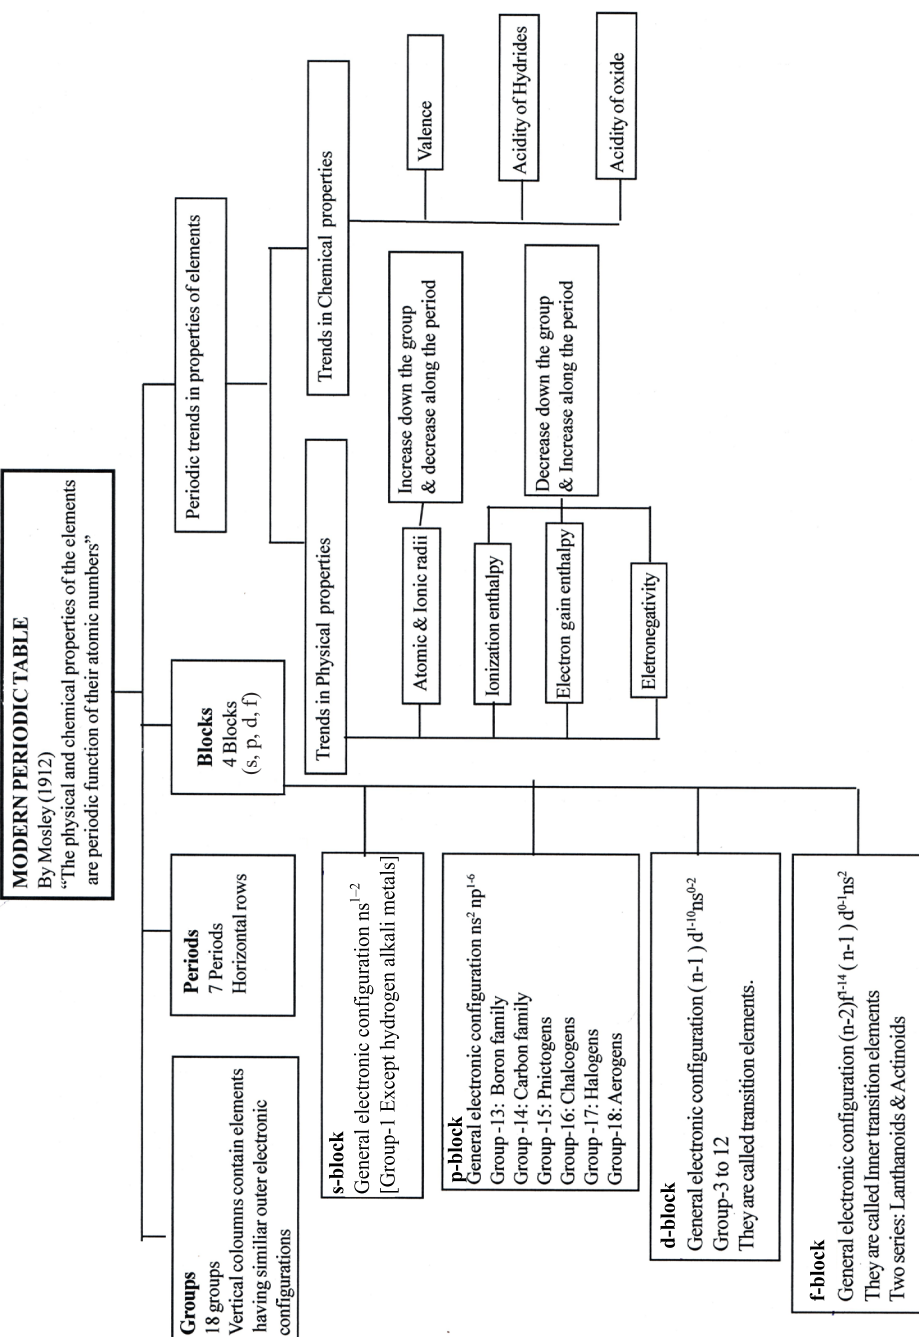 MODERN PERIODIC TABLE
By Mosley (1912)
“The physical and chemical properties of the elements
are periodic function of their atomic numbers”
Groups
18 groups
Vertical coloumns contain elements
having similiar outer electronic
configurations
Periods
7 Periods
Horizontal rows
Blocks
4 Blocks
(s, p, d, f)
Periodic trends in properties of elements
s-block
General electronic configuration ns¹⁻²
[Group-1 Except hydrogen alkali metals]
p-block
General electronic configuration ns² np¹⁻⁶
Group -13: Boron family
Group -14: Carbon family
Group -15: Pnictogens
Group -16: Chalcogens
Group -17: Halogens
Group -18: Aerogens
d-block
General electronic configuration ( n-1 ) d¹⁻¹⁰ns⁰⁻²
Group-3 to 12
They are called transition elements.
f-block
General electronic configuration (n-2)f¹⁻¹⁴ ( n-1 ) d⁰⁻¹ns²
They are called Inner transition elements
Two series: Lanthanoids & Actinoids
Trends in Physical properties
Atomic & Ionic radii
Increase down the group
& decrease along the period
Ionization enthalpy
Electron gain enthalpy
Eletronegativity
Decrease down the group
& Increase along the period
Trends in Chemical properties
Valence
Acidity of Hydrides
Acidity of oxide